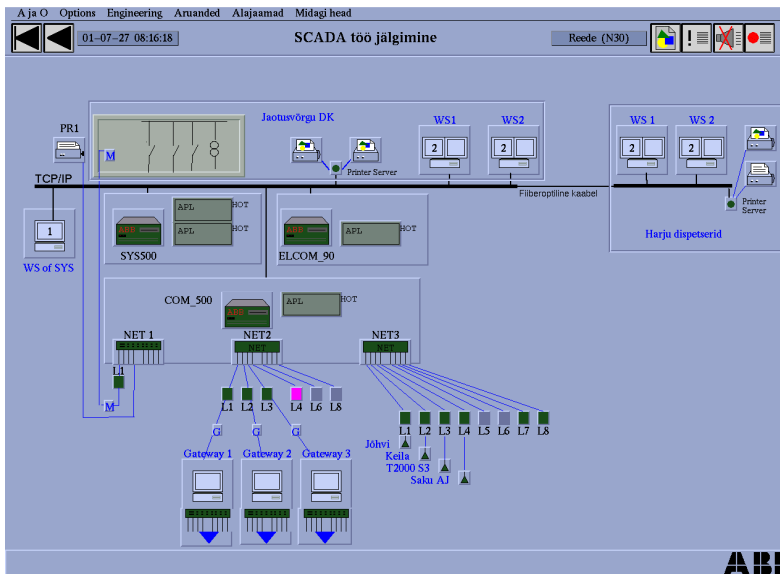 A ja O Options Engineering Aruanded Alajaamad Midagi head
01-07-27 08:16:18 SCADA töö jälgimine Reede (N30)
PR1
M
Jaotusvõrgu DK
WS1 WS2
2 2
Printer Server
WS 1 WS 2
2 2
Printer
Server
Harju dispetserid
TCP/IP
Fiiberoptiline kaabel
1
WS of SYS
APL HOT
APL HOT
SYS500
APL HOT
ELCOM_90
COM_500
APL HOT
NET 1 NET2 NET3
NET NET
L1
M
L1 L2 L3 L4 L6 L8
G G G
Gateway 1 Gateway 2 Gateway 3
L1 L2 L3 L4 L5 L6 L7 L8
Jõhvi
Keila
T2000 S3
Saku AJ
ABB